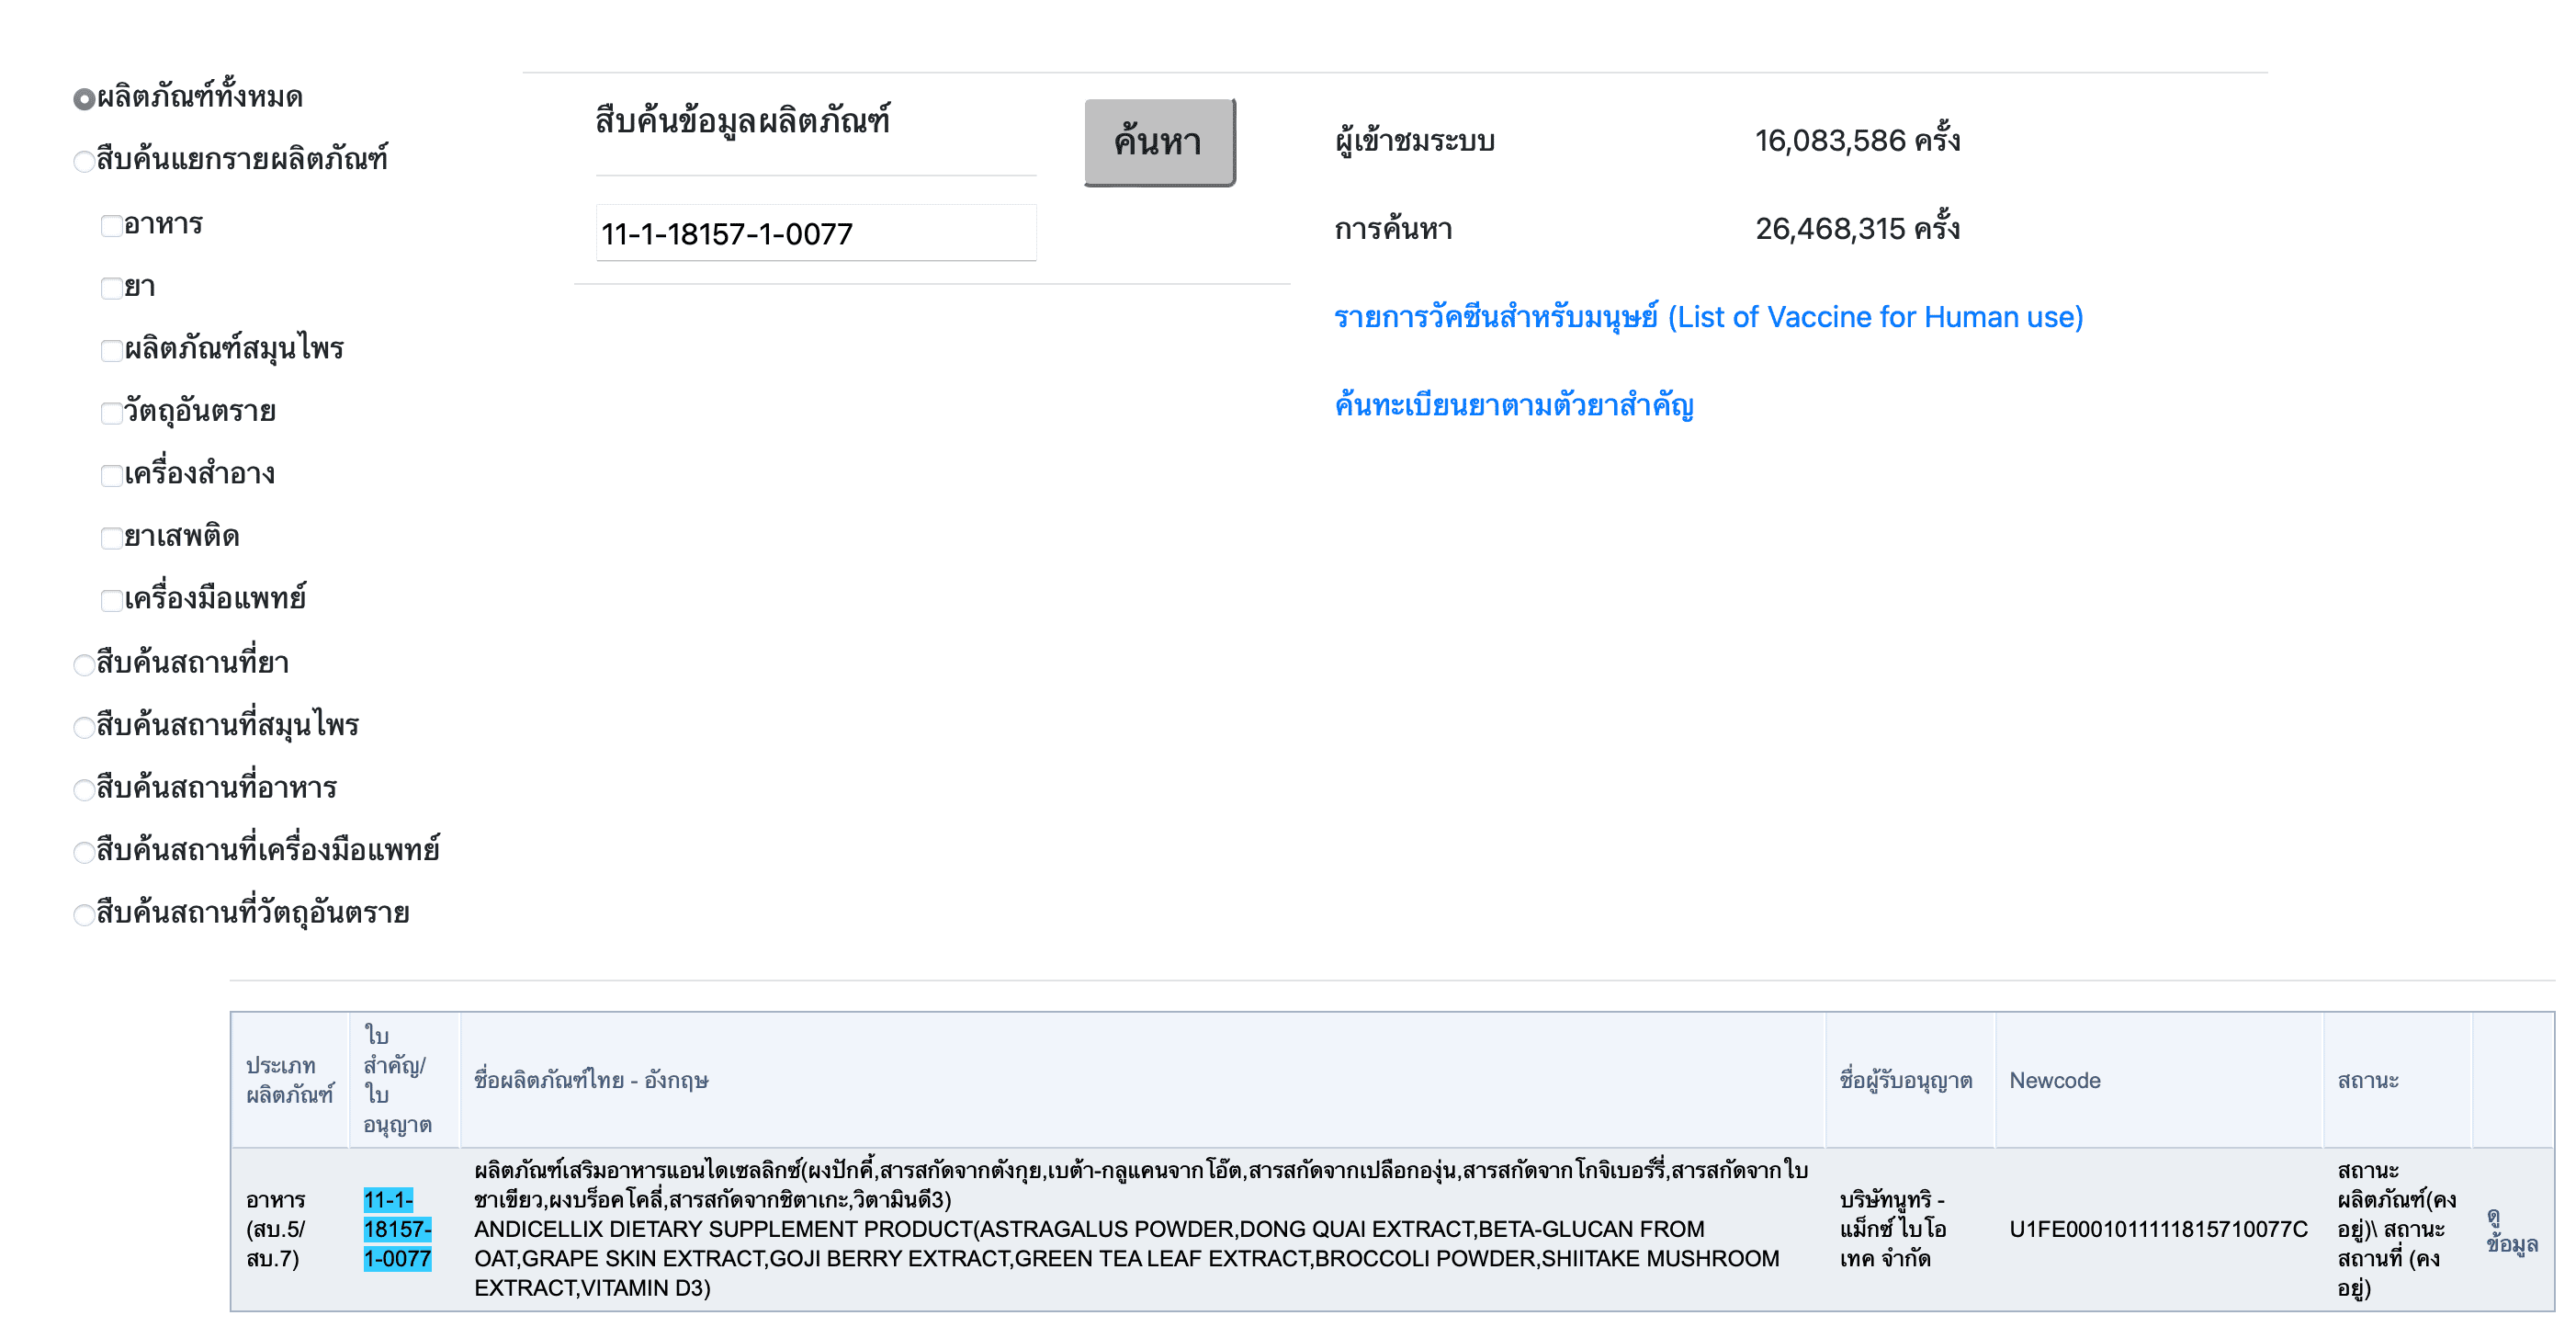 ผลิตภัณฑ์ทั้งหมด
สืบค้นแยกรายผลิตภัณฑ์
อาหาร
ยา
ผลิตภัณฑ์สมุนไพร
วัตถุอันตราย
เครื่องสำอาง
ยาเสพติด
เครื่องมือแพทย์
สืบค้นสถานที่ยา
สืบค้นสถานที่สมุนไพร
สืบค้นสถานที่อาหาร
สืบค้นสถานที่เครื่องมือแพทย์
สืบค้นสถานที่วัตถุอันตราย
สืบค้นข้อมูลผลิตภัณฑ์
ค้นหา
11-1-18157-1-0077
ผู้เข้าชมระบบ 16,083,586 ครั้ง
การค้นหา 26,468,315 ครั้ง
รายการวัคซีนสำหรับมนุษย์ (List of Vaccine for Human use)
ค้นทะเบียนยาตามตัวยาสำคัญ
ประเภท
ผลิตภัณฑ์
ใบ
สำคัญ/
ใบ
อนุญาต
ชื่อผลิตภัณฑ์ไทย - อังกฤษ
ชื่อผู้รับอนุญาต
Newcode
สถานะ
อาหาร
(สบ.5/
สบ.7)
11-1-
18157-
1-0077
ผลิตภัณฑ์เสริมอาหารแอนไดเซลลิกซ์(ผงปักคี้,สารสกัดจากตังกุย,เบต้า-กลูแคนจากโอ๊ต,สารสกัดจากเปลือกองุ่น,สารสกัดจากโกจิเบอร์รี่,สารสกัดจากใบ
ชาเขียว,ผงบร็อคโคลี่,สารสกัดจากชิตาเกะ,วิตามินดี3)
ANDICELLIX DIETARY SUPPLEMENT PRODUCT(ASTRAGALUS POWDER,DONG QUAI EXTRACT,BETA-GLUCAN FROM
OAT,GRAPE SKIN EXTRACT,GOJI BERRY EXTRACT,GREEN TEA LEAF EXTRACT,BROCCOLI POWDER,SHIITAKE MUSHROOM
EXTRACT,VITAMIN D3)
บริษัทนูทริ -
แม็กซ์ ไบโอ
เทค จำกัด
U1FE0001011111815710077C
สถานะ
ผลิตภัณฑ์(คง
อยู่)\ สถานะ
สถานที่ (คง
อยู่)
ดู
ข้อมูล